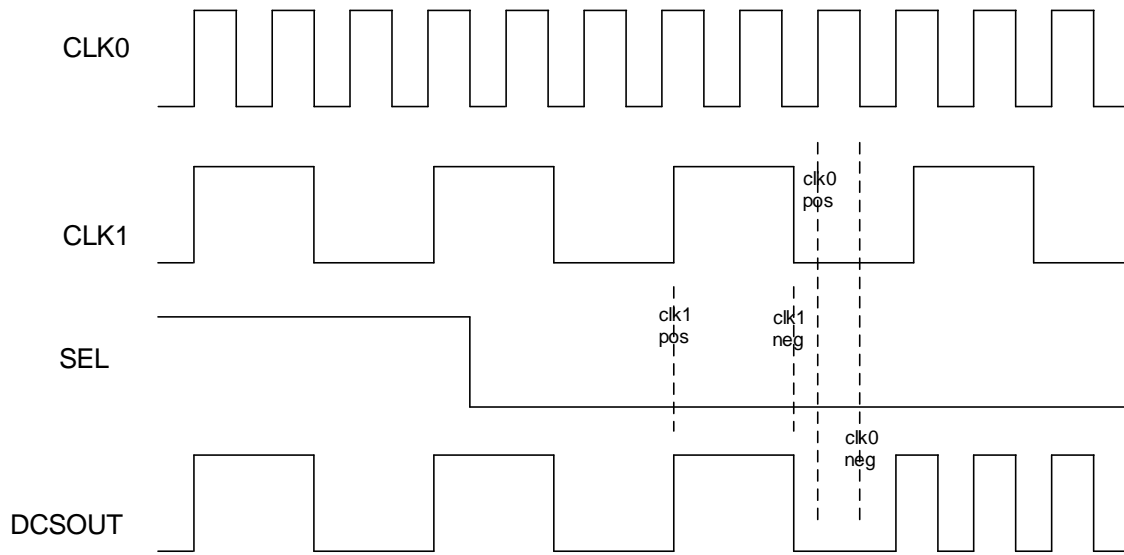 CLK0
clk0
pos
CLK1
clk1
pos
clk1
neg
SEL
clk0
neg
DCSOUT